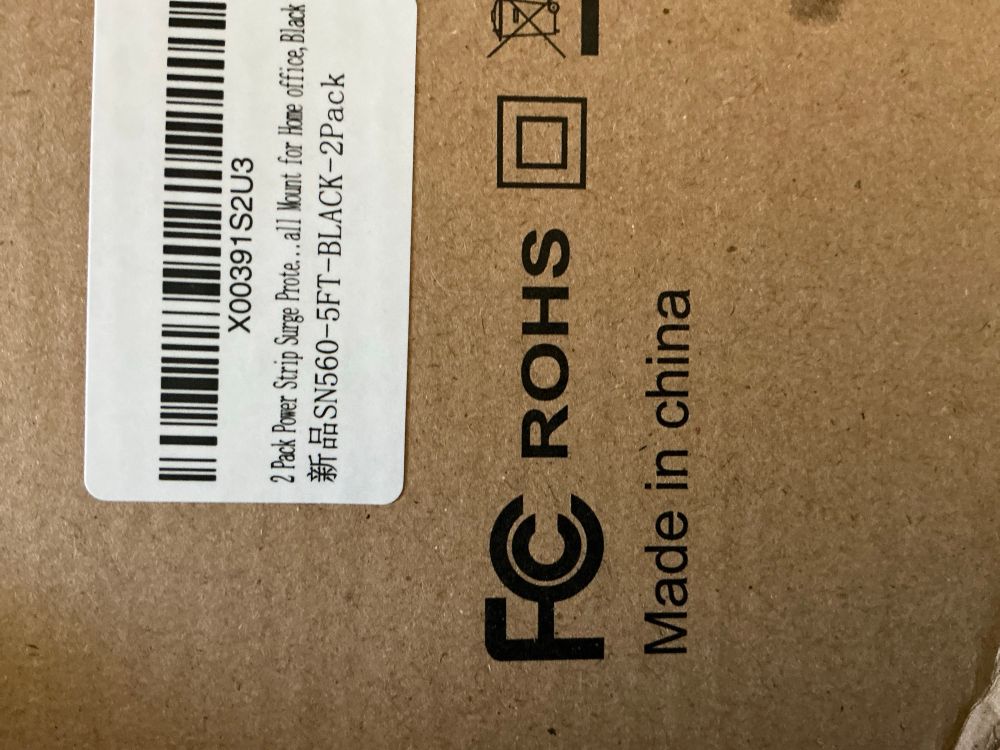 X00391S2U3
2 Pack Power Strip Surge Prote...all Mount for Home office,Black
新品SN560-5FT-BLACK-2Pack
FC ROHS
Made in china